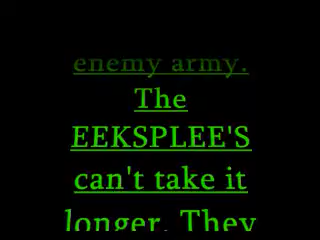 enemy army.
The
EEKSPLEE'S
can't take it
longer. They